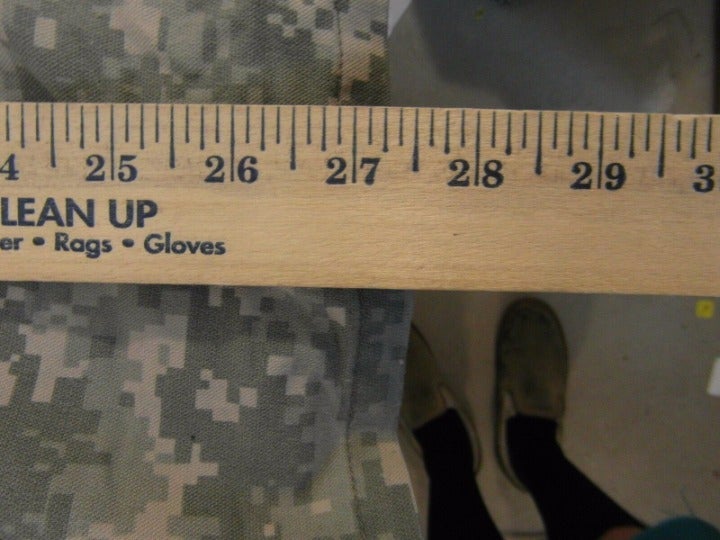 4 25 26 27 28 29 3
LEAN UP
er • Rags • Gloves